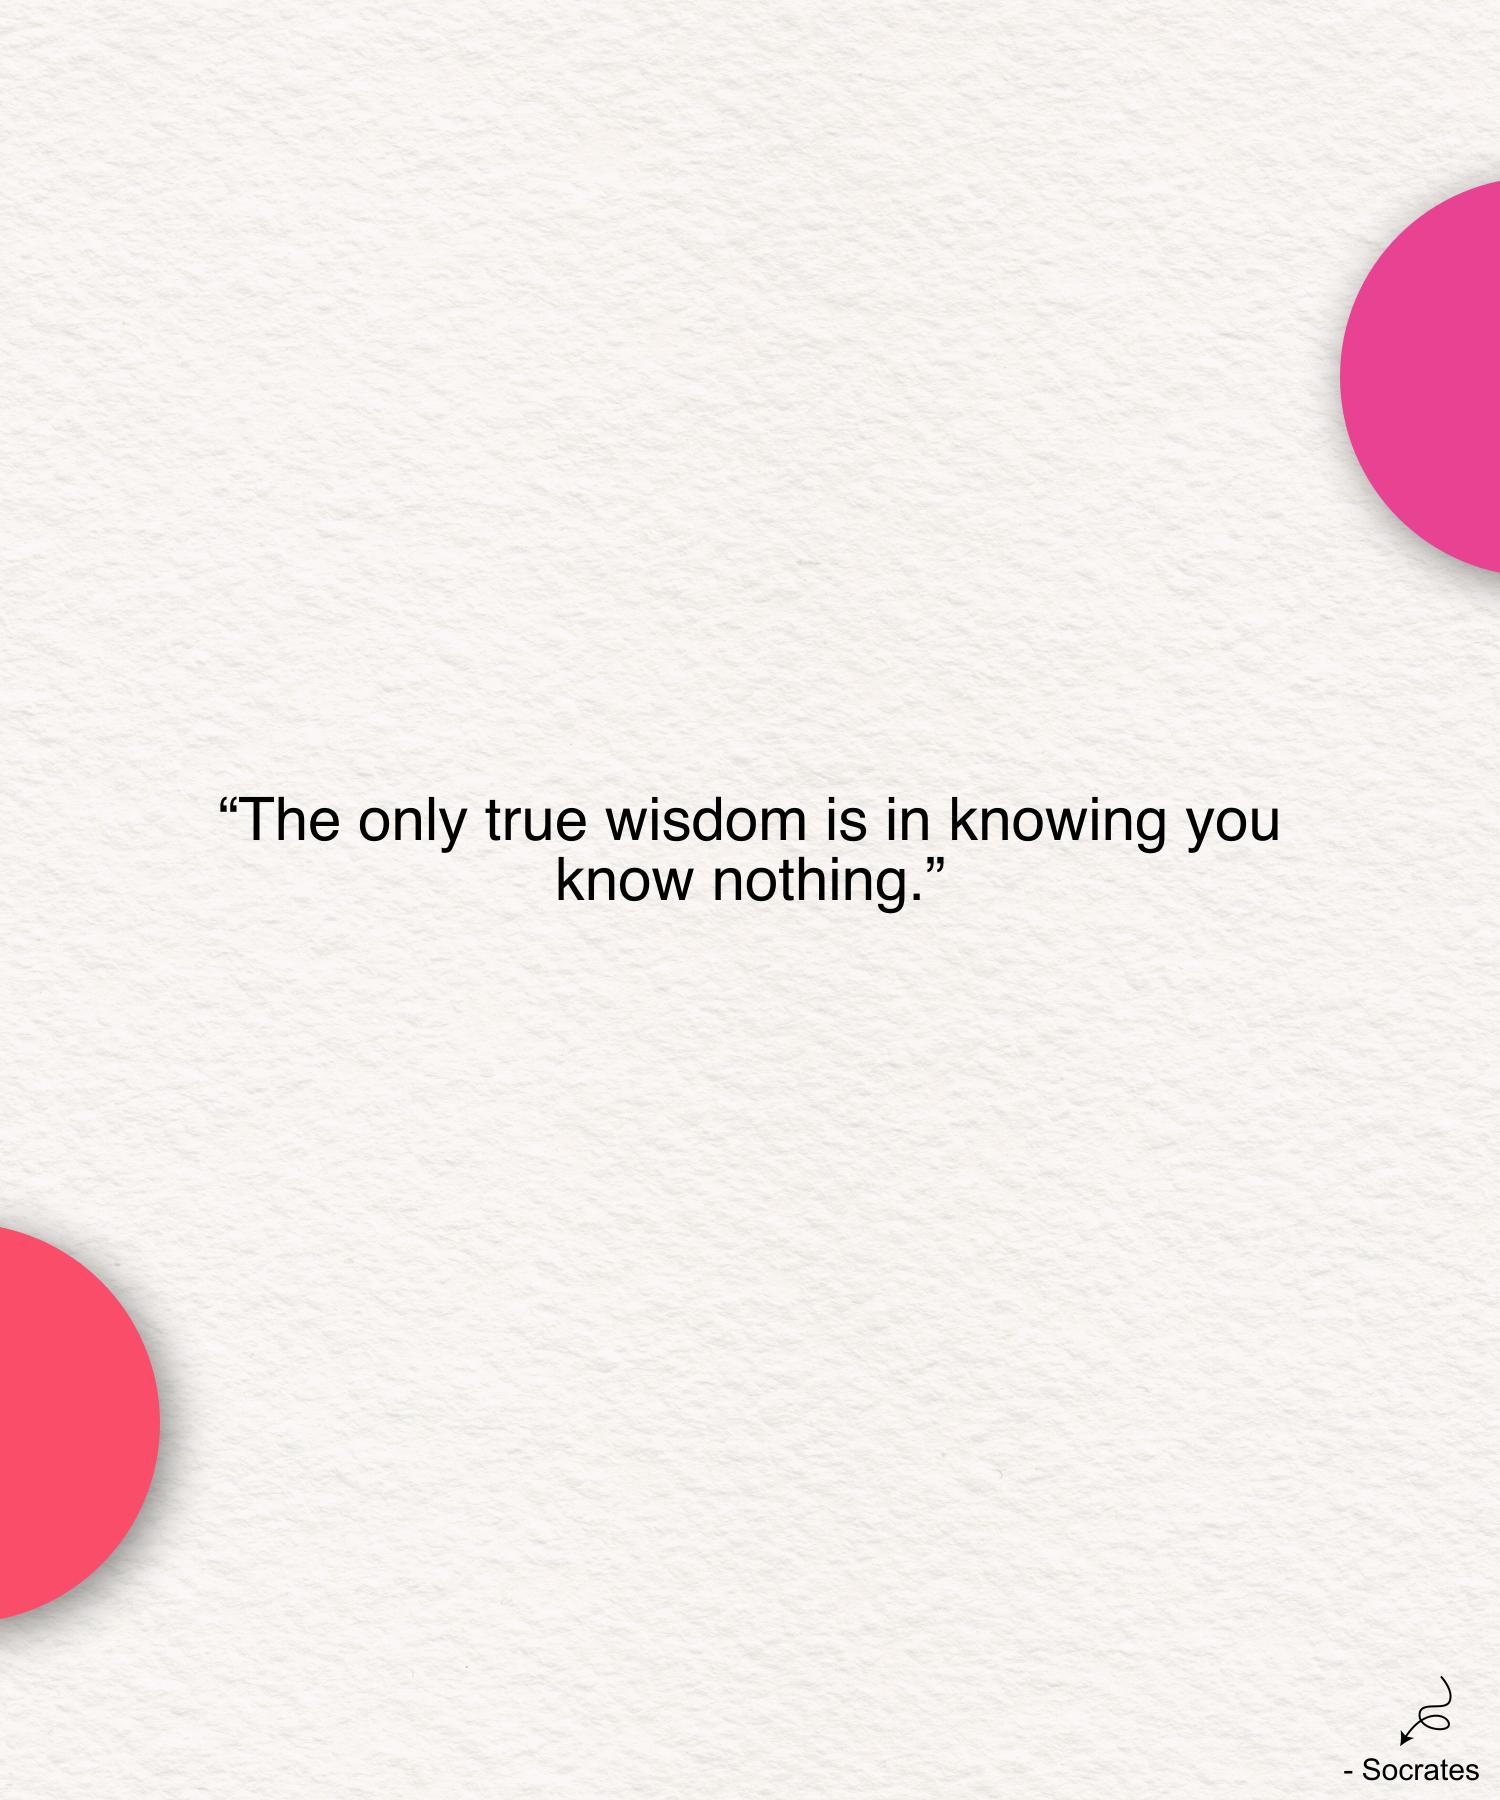 “The only true wisdom is in knowing you
know nothing.”
- Socrates